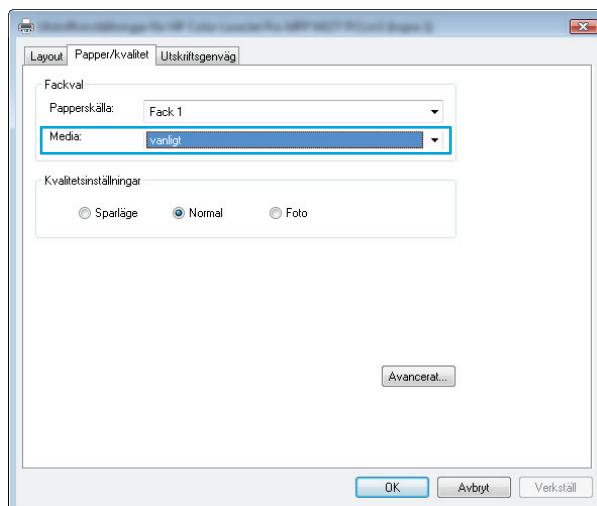 Layout Papper/kvalitet Utskriftsgenväg
Fackval
Papperskälla: Fack 1
Media: vanligt
Kvalitetsinställningar
Sparläge Normal Foto
Avancerat...
OK Avbryt Verkställ